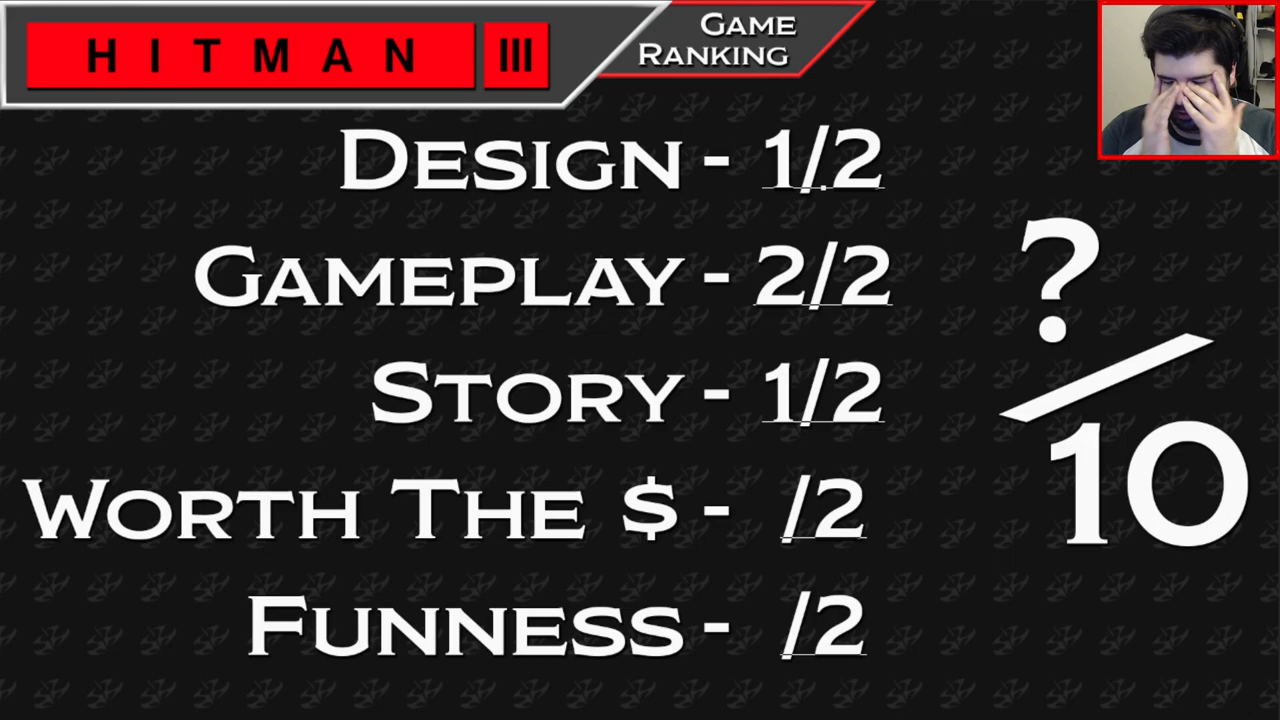 HITMAN III
Game
Ranking
Design - 1/2
Gameplay - 2/2
Story - 1/2
Worth The $ - /2
Funness - /2
?
/
10